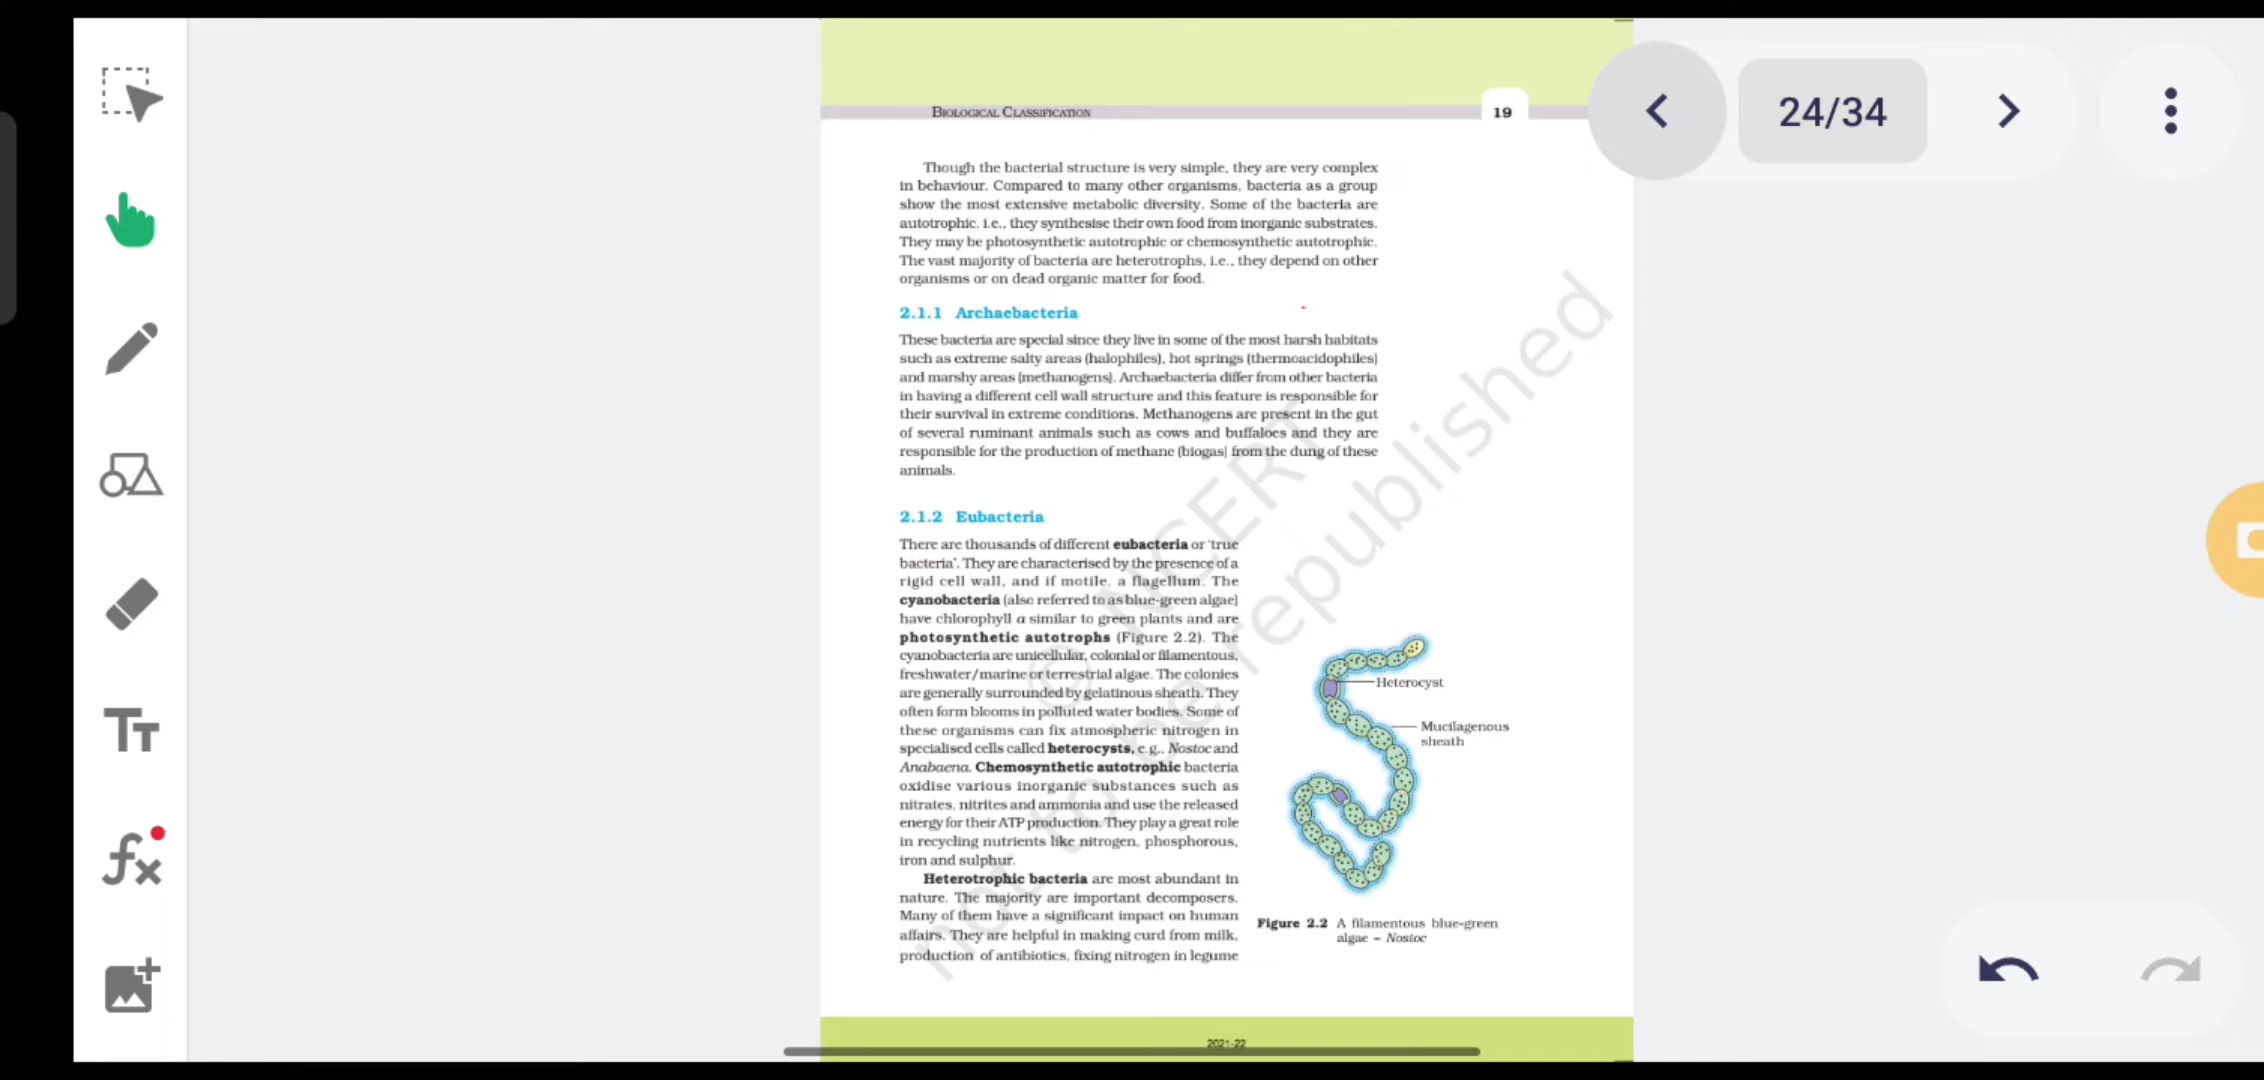 BIOLOGICAL CLASSIFICATION
19
24/34
Though the bacterial structure is very simple, they are very complex
in behaviour. Compared to many other organisms, bacteria as a group
show the most extensive metabolic diversity. Some of the bacteria are
autotrophic, i.e., they synthesise their own food from inorganic substrates.
They may be photosynthetic autotrophic or chemosynthetic autotrophic.
The vast majority of bacteria are heterotrophs, i.e., they depend on other
organisms or on dead organic matter for food.
2.1.1 Archaebacteria
These bacteria are special since they live in some of the most harsh habitats
such as extreme salty areas (halophiles), hot springs (thermoacidophiles)
and marshy areas (methanogens). Archaebacteria differ from other bacteria
in having a different cell wall structure and this feature is responsible for
their survival in extreme conditions. Methanogens are present in the gut
of several ruminant animals such as cows and buffaloes and they are
responsible for the production of methane (biogas) from the dung of these
animals.
2.1.2 Eubacteria
There are thousands of different eubacteria or 'true
bacteria'. They are characterised by the presence of a
rigid cell wall, and if motile, a flagellum. The
cyanobacteria (also referred to as blue-green algae)
have chlorophyll a similar to green plants and are
photosynthetic autotrophs (Figure 2.2). The
cyanobacteria are unicellular, colonial or filamentous,
freshwater/marine or terrestrial algae. The colonies
are generally surrounded by gelatinous sheath. They
often form blooms in polluted water bodies. Some of
these organisms can fix atmospheric nitrogen in
specialised cells called heterocysts, e.g., Nostoc and
Anabaena. Chemosynthetic autotrophic bacteria
oxidise various inorganic substances such as
nitrates, nitrites and ammonia and use the released
energy for their ATP production. They play a great role
in recycling nutrients like nitrogen, phosphorous,
iron and sulphur.
Heterotrophic bacteria are most abundant in
nature. The majority are important decomposers.
Many of them have a significant impact on human
affairs. They are helpful in making curd from milk,
production of antibiotics, fixing nitrogen in legume
Heterocyst
Mucilagenous
sheath
Figure 2.2 A filamentous blue-green
algae – Nostoc
© NCERT
not to be republished
2021-22
Tт
fx